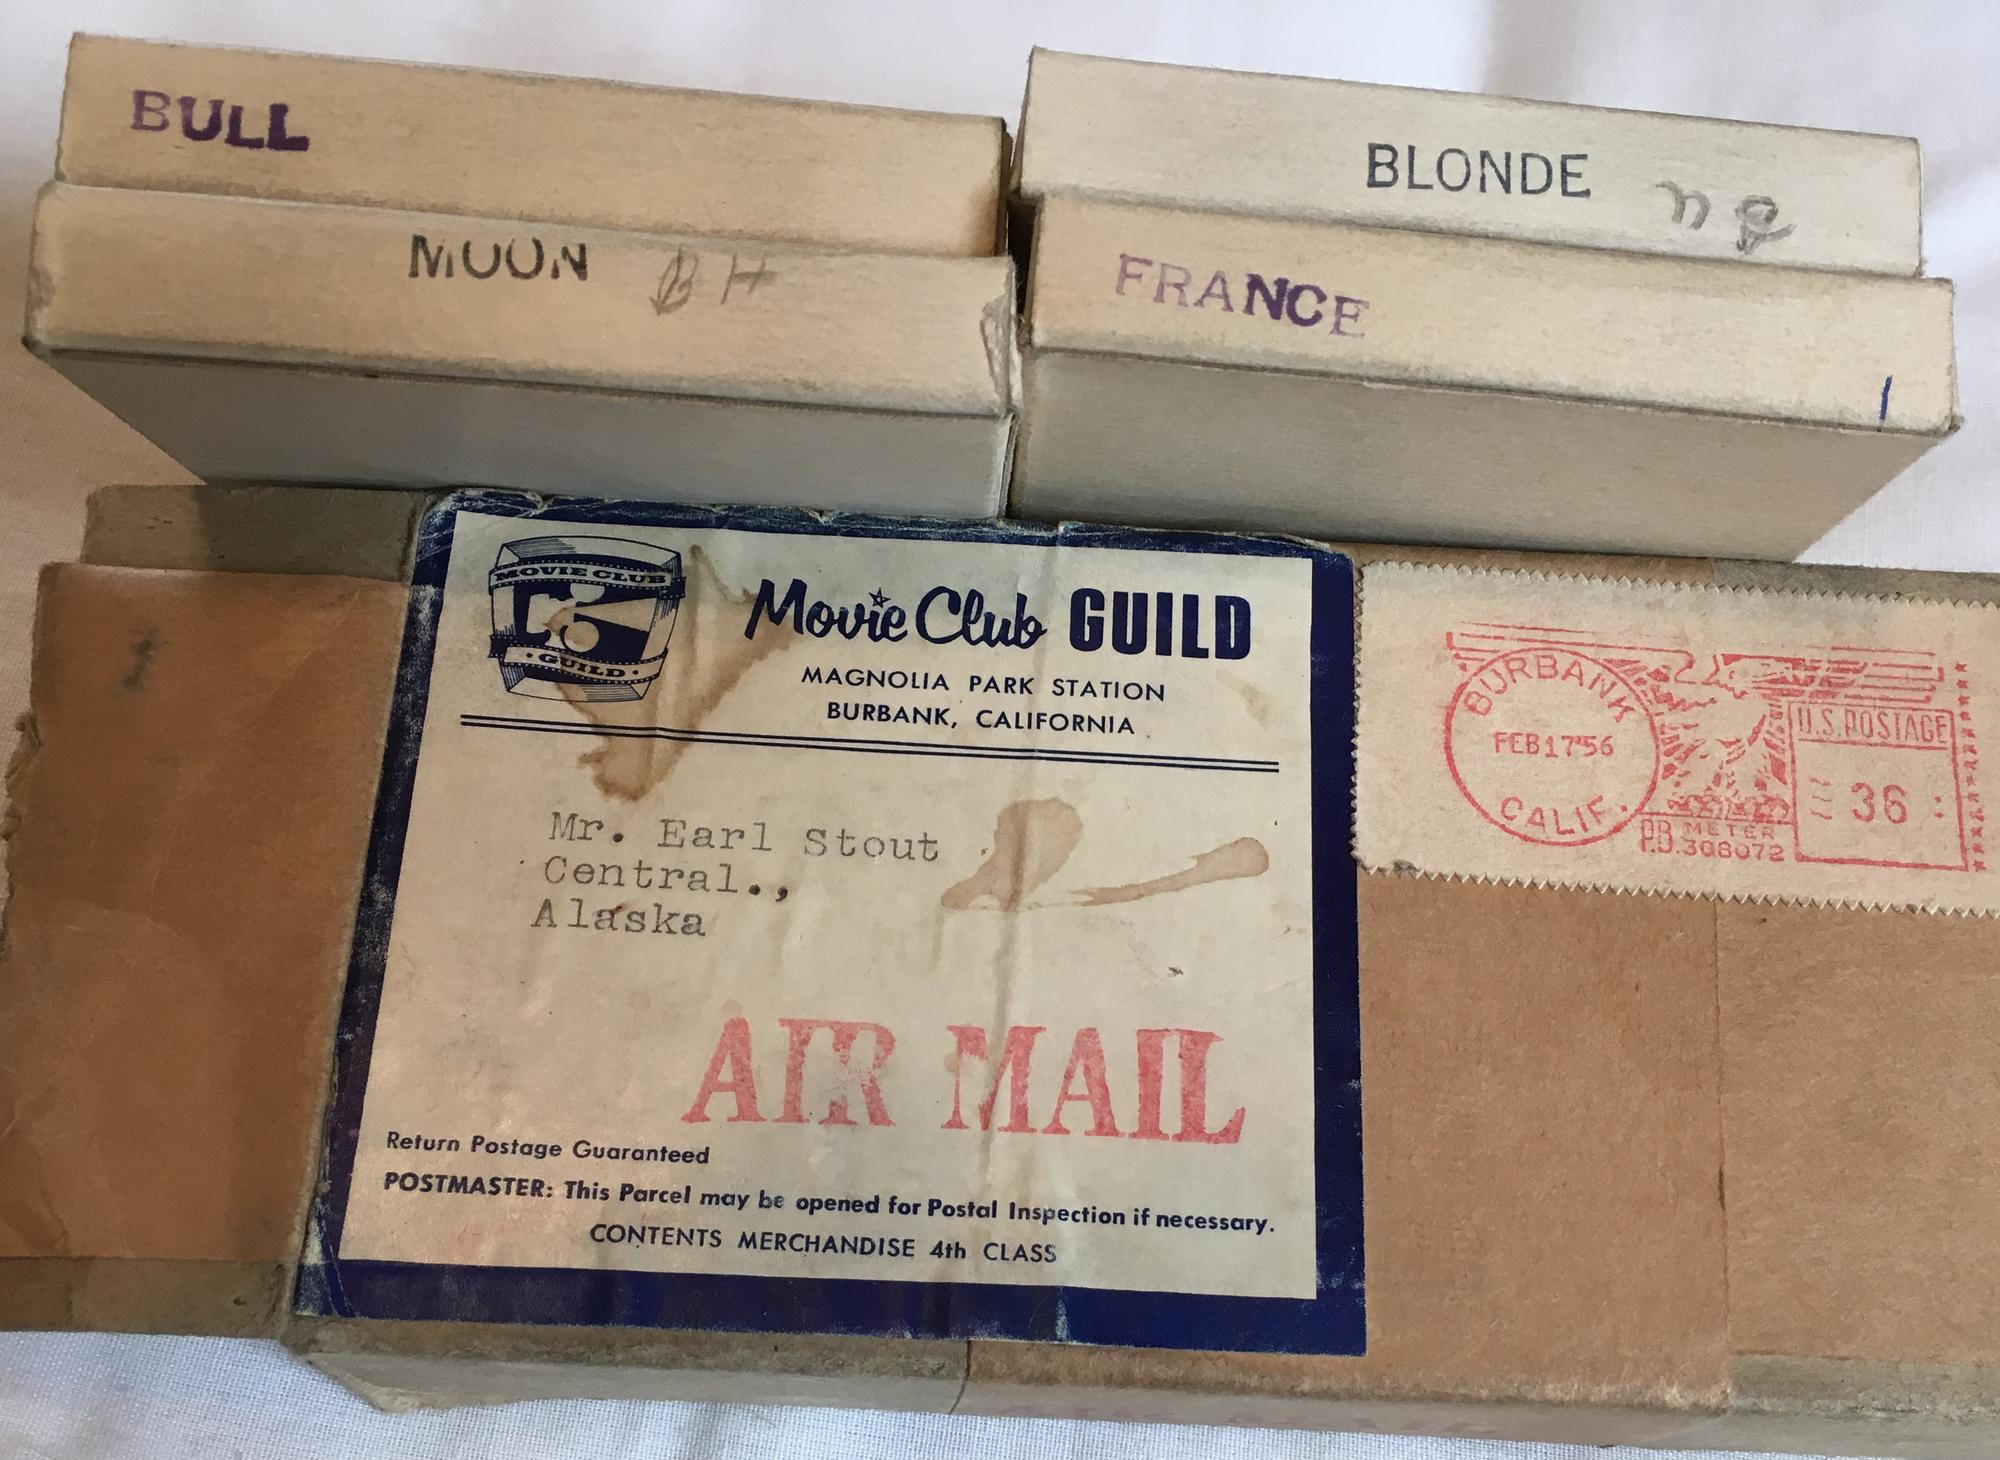 BULL
BLONDE
MOON BH
FRANCE
MOVIE CLUB
GUILD
Movie Club GUILD
MAGNOLIA PARK STATION
BURBANK, CALIFORNIA
Mr. Earl Stout
Central.,
Alaska
AIR MAIL
Return Postage Guaranteed
POSTMASTER: This Parcel may be opened for Postal Inspection if necessary.
CONTENTS MERCHANDISE 4th CLASS
BURBANK
FEB 17 '56
CALIF.
U.S. POSTAGE
36
P.B. METER
308072